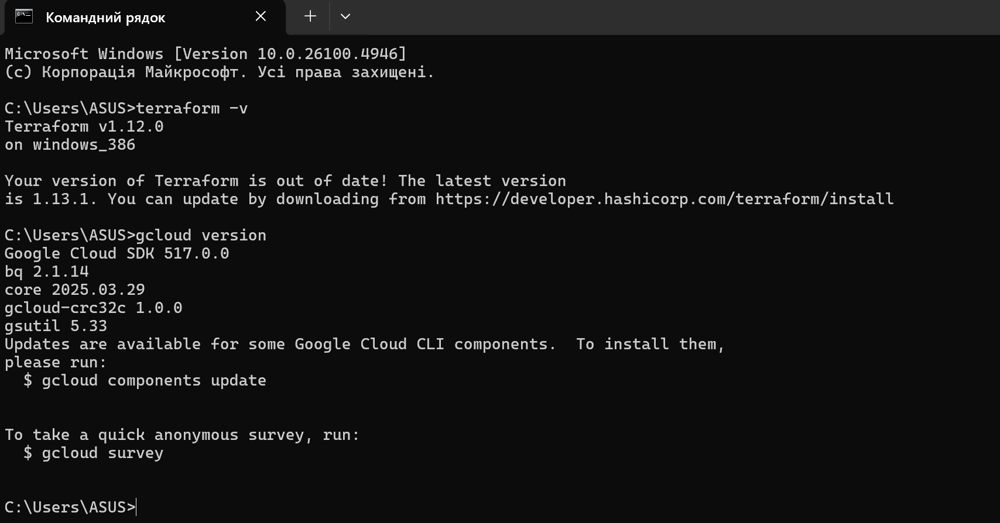 Командний рядок
Microsoft Windows [Version 10.0.26100.4946]
(c) Корпорація Майкрософт. Усі права захищені.
C:\Users\ASUS>terraform -v
Terraform v1.12.0
on windows_386
Your version of Terraform is out of date! The latest version
is 1.13.1. You can update by downloading from https://developer.hashicorp.com/terraform/install
C:\Users\ASUS>gcloud version
Google Cloud SDK 517.0.0
bq 2.1.14
core 2025.03.29
gcloud-crc32c 1.0.0
gsutil 5.33
Updates are available for some Google Cloud CLI components.  To install them,
please run:
  $ gcloud components update
To take a quick anonymous survey, run:
  $ gcloud survey
C:\Users\ASUS>